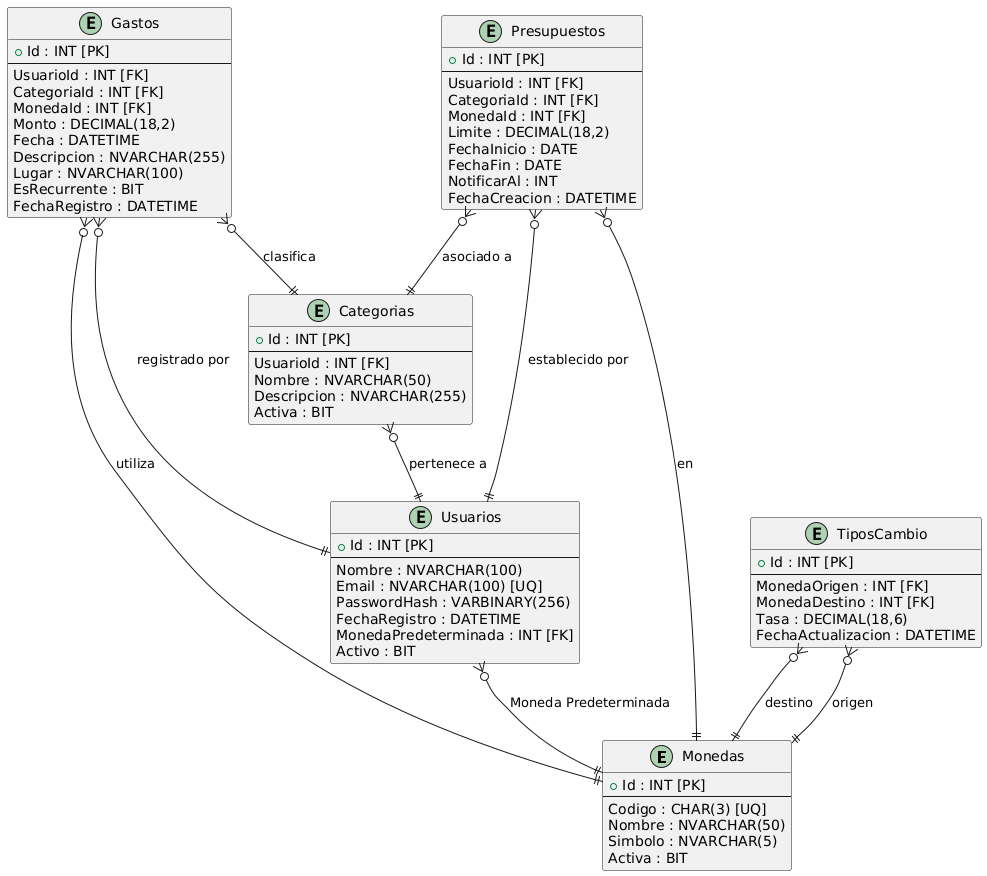 E Gastos
Id : INT [PK]
UsuarioId : INT [FK]
CategoriaId : INT [FK]
MonedaId : INT [FK]
Monto : DECIMAL(18,2)
Fecha : DATETIME
Descripcion : NVARCHAR(255)
Lugar : NVARCHAR(100)
EsRecurrente : BIT
FechaRegistro : DATETIME
E Presupuestos
Id : INT [PK]
UsuarioId : INT [FK]
CategoriaId : INT [FK]
MonedaId : INT [FK]
Limite : DECIMAL(18,2)
FechaInicio : DATE
FechaFin : DATE
NotificarAl : INT
FechaCreacion : DATETIME
clasifica
asociado a
E Categorias
Id : INT [PK]
UsuarioId : INT [FK]
Nombre : NVARCHAR(50)
Descripcion : NVARCHAR(255)
Activa : BIT
registrado por
establecido por
utiliza
pertenece a
en
E Usuarios
Id : INT [PK]
Nombre : NVARCHAR(100)
Email : NVARCHAR(100) [UQ]
PasswordHash : VARBINARY(256)
FechaRegistro : DATETIME
MonedaPredeterminada : INT [FK]
Activo : BIT
E TiposCambio
Id : INT [PK]
MonedaOrigen : INT [FK]
MonedaDestino : INT [FK]
Tasa : DECIMAL(18,6)
FechaActualizacion : DATETIME
Moneda Predeterminada
destino
origen
E Monedas
Id : INT [PK]
Codigo : CHAR(3) [UQ]
Nombre : NVARCHAR(50)
Simbolo : NVARCHAR(5)
Activa : BIT